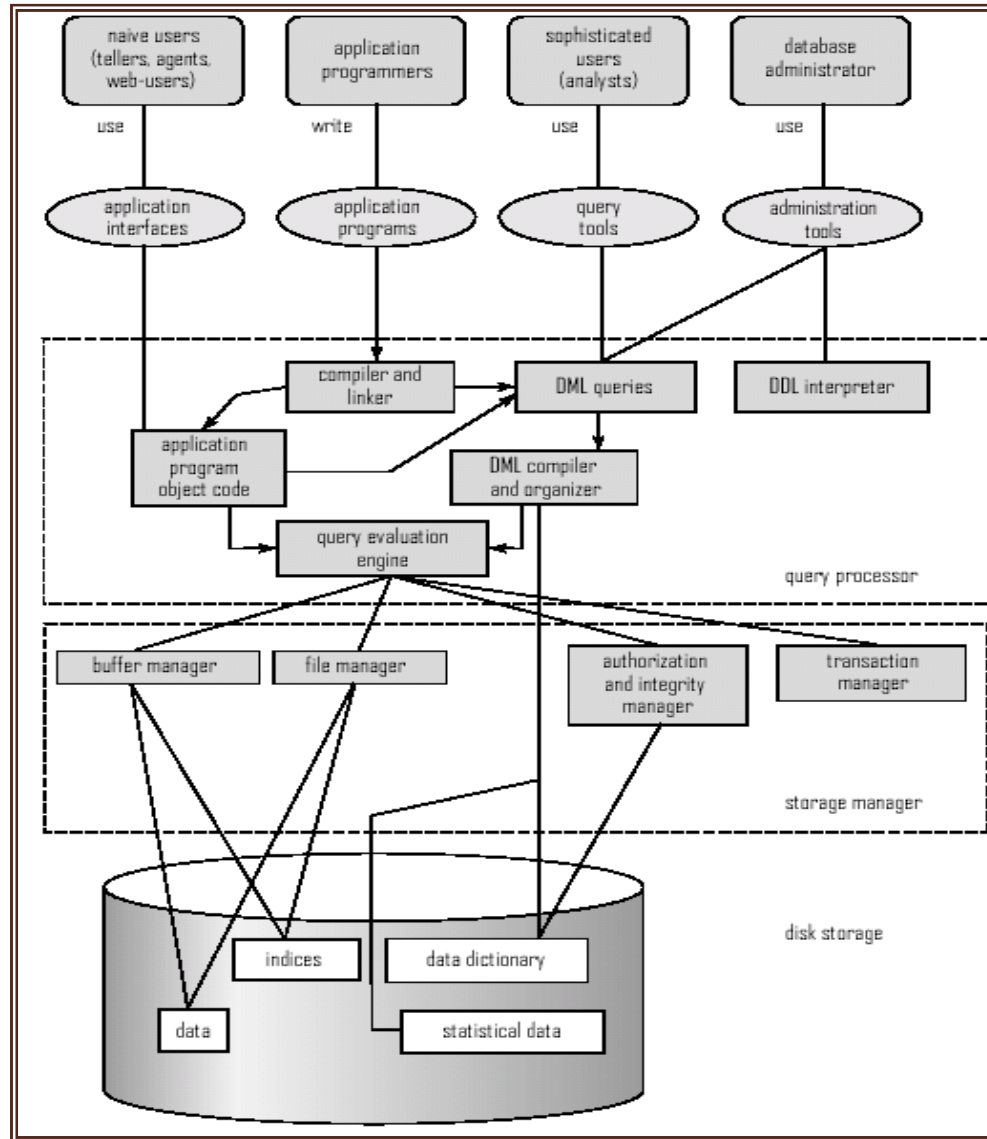 naive users
(tellers, agents,
web-users)
application
programmers
sophisticated
users
(analysts)
database
administrator
use
write
use
use
application
interfaces
application
programs
query
tools
administration
tools
compiler and
linker
DML queries
DDL interpreter
application
program
object code
DML compiler
and organizer
query evaluation
engine
query processor
buffer manager
file manager
authorization
and integrity
manager
transaction
manager
storage manager
disk storage
indices
data dictionary
data
statistical data